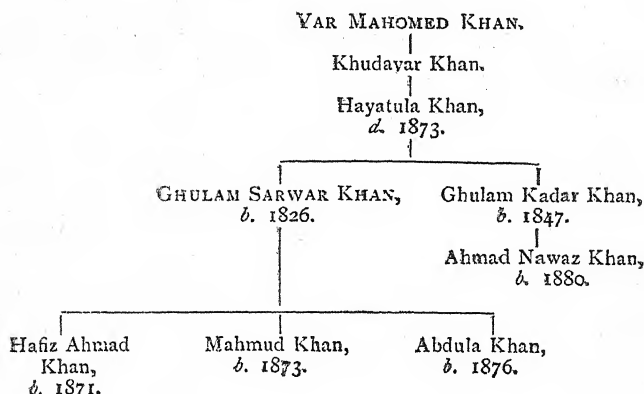 YAR MAHOMED KHAN.
Khudayar Khan.
Hayatula Khan,
d. 1873.
GHULAM SARWAR KHAN,
b. 1826.
Ghulam Kadar Khan,
b. 1847.
Ahmad Nawaz Khan,
b. 1880.
Hafiz Ahmad
Khan,
b. 1871.
Mahmud Khan,
b. 1873.
Abdula Khan,
b. 1876.